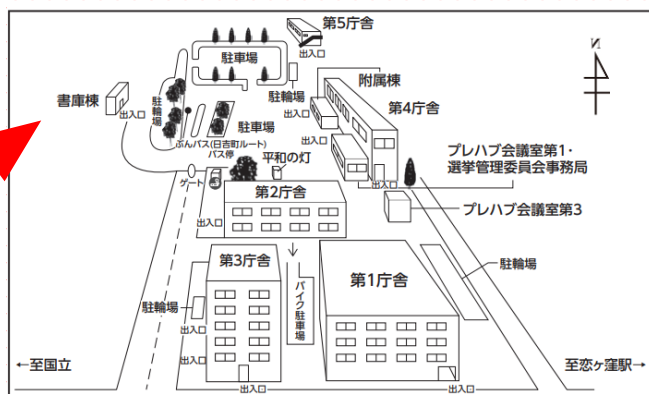 第5庁舎
出入口
駐車場
N
附属棟
駐輪場
第4庁舎
書庫棟
出入口
駐輪場
出入口
駐車場
ぶんバス(日吉町ルート)
バス停
平和の灯
プレハブ会議室第1・
選挙管理委員会事務局
出入口
ゲート
第2庁舎
プレハブ会議室第3
出入口
第3庁舎
第1庁舎
駐輪場
バイク駐車場
駐輪場
出入口
出入口
←至国立
至恋ヶ窪駅→
出入口
出入口